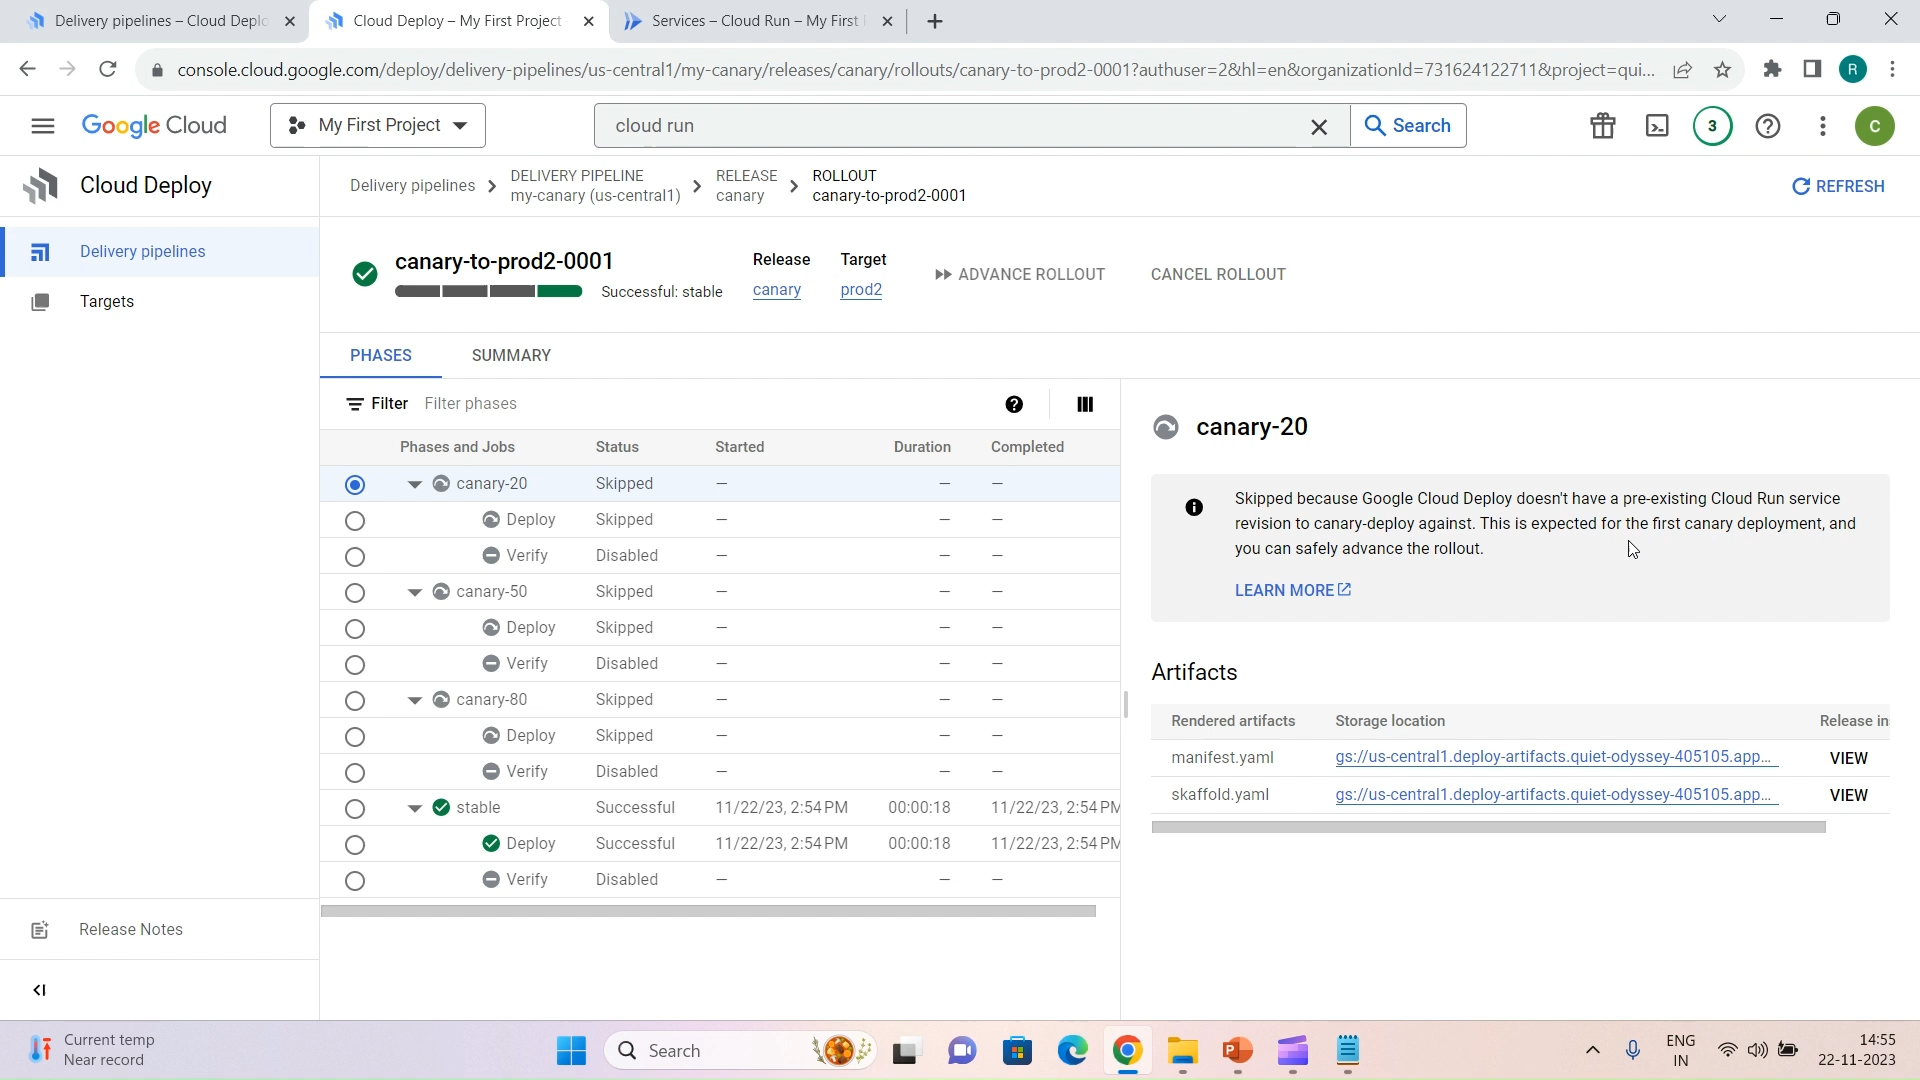 Delivery pipelines – Cloud Deplo
Cloud Deploy – My First Project
Services – Cloud Run – My First
console.cloud.google.com/deploy/delivery-pipelines/us-central1/my-canary/releases/canary/rollouts/canary-to-prod2-0001?authuser=2&hl=en&organizationId=731624122711&project=qui...
R
Google Cloud
My First Project
cloud run
Search
3
C
Cloud Deploy
Delivery pipelines
DELIVERY PIPELINE
my-canary (us-central1)
RELEASE
canary
ROLLOUT
canary-to-prod2-0001
REFRESH
Delivery pipelines
Targets
canary-to-prod2-0001
Successful: stable
Release
canary
Target
prod2
ADVANCE ROLLOUT
CANCEL ROLLOUT
PHASES
SUMMARY
Filter Filter phases
Phases and Jobs Status Started Duration Completed
canary-20 Skipped – – –
Deploy Skipped – – –
Verify Disabled – – –
canary-50 Skipped – – –
Deploy Skipped – – –
Verify Disabled – – –
canary-80 Skipped – – –
Deploy Skipped – – –
Verify Disabled – – –
stable Successful 11/22/23, 2:54 PM 00:00:18 11/22/23, 2:54 PM
Deploy Successful 11/22/23, 2:54 PM 00:00:18 11/22/23, 2:54 PM
Verify Disabled – – –
canary-20
Skipped because Google Cloud Deploy doesn't have a pre-existing Cloud Run service
revision to canary-deploy against. This is expected for the first canary deployment, and
you can safely advance the rollout.
LEARN MORE
Artifacts
Rendered artifacts Storage location Release in
manifest.yaml gs://us-central1.deploy-artifacts.quiet-odyssey-405105.app... VIEW
skaffold.yaml gs://us-central1.deploy-artifacts.quiet-odyssey-405105.app... VIEW
Release Notes
Current temp
Near record
Search
ENG
IN
14:55
22-11-2023